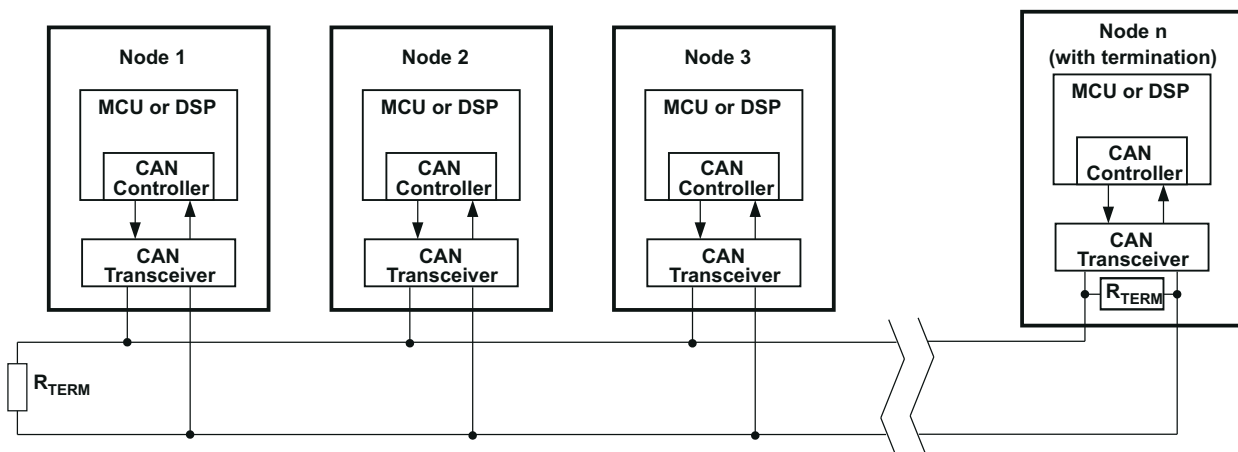 Node 1
MCU or DSP
CAN
Controller
CAN
Transceiver
Node 2
MCU or DSP
CAN
Controller
CAN
Transceiver
Node 3
MCU or DSP
CAN
Controller
CAN
Transceiver
Node n
(with termination)
MCU or DSP
CAN
Controller
CAN
Transceiver
RTERM
RTERM